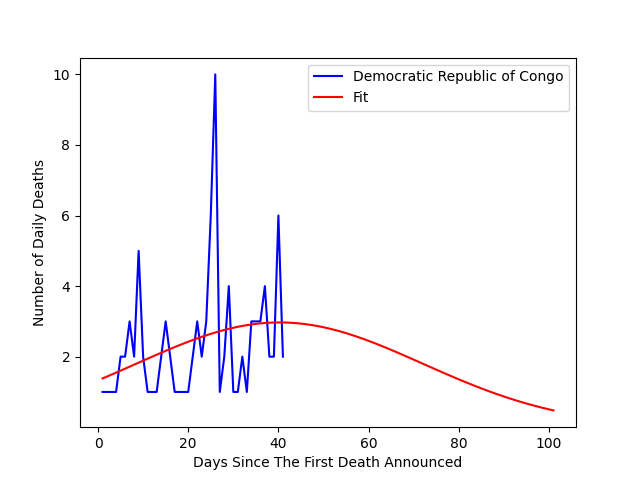 Democratic Republic of Congo
Fit
10
8
6
4
2
Number of Daily Deaths
0 20 40 60 80 100
Days Since The First Death Announced